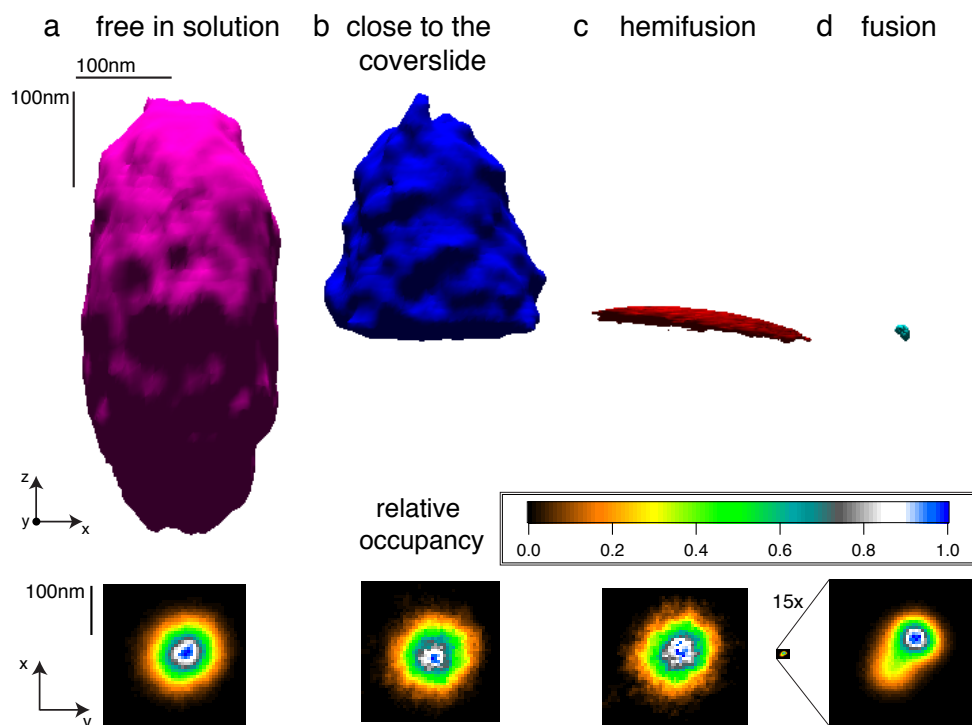 a free in solution
b close to the
coverslide
c hemifusion
d fusion
100nm
100nm
z
y
x
relative
occupancy
0.0 0.2 0.4 0.6 0.8 1.0
100nm
15x
x
y